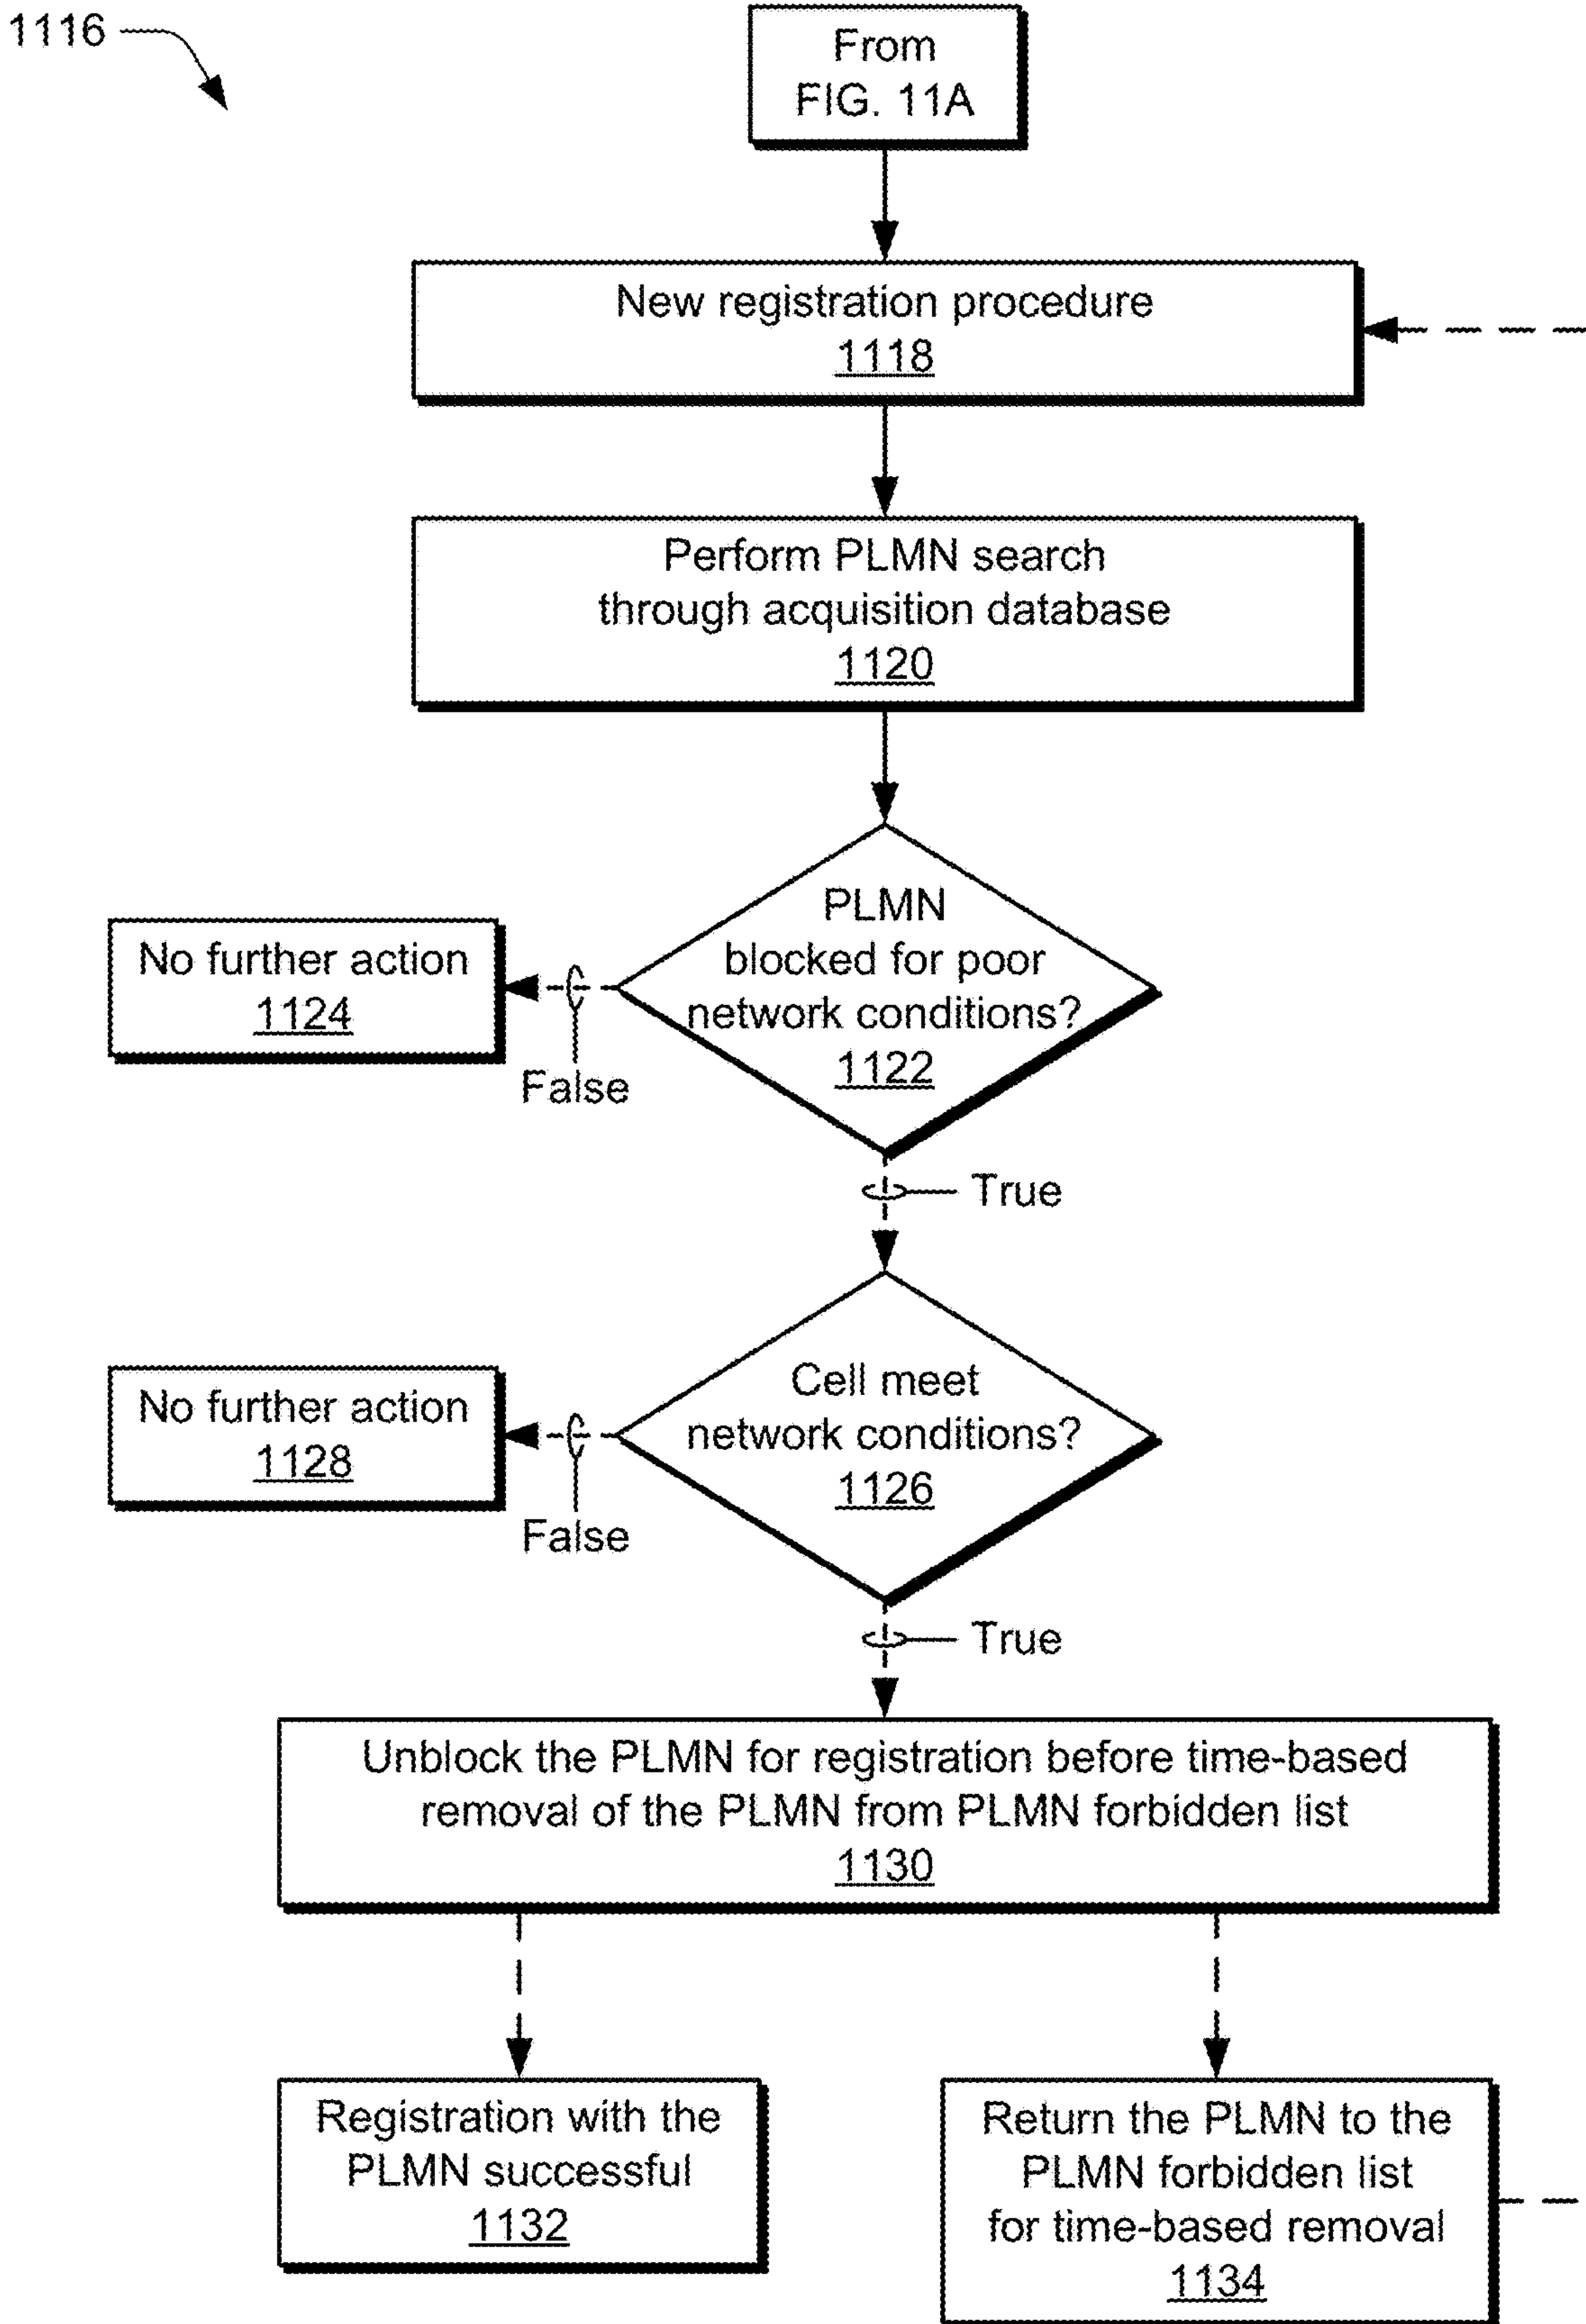 1116
From
FIG. 11A
New registration procedure
1118
Perform PLMN search
through acquisition database
1120
PLMN
blocked for poor
network conditions?
1122
No further action
1124
False
True
Cell meet
network conditions?
1126
No further action
1128
False
True
Unblock the PLMN for registration before time-based
removal of the PLMN from PLMN forbidden list
1130
Registration with the
PLMN successful
1132
Return the PLMN to the
PLMN forbidden list
for time-based removal
1134